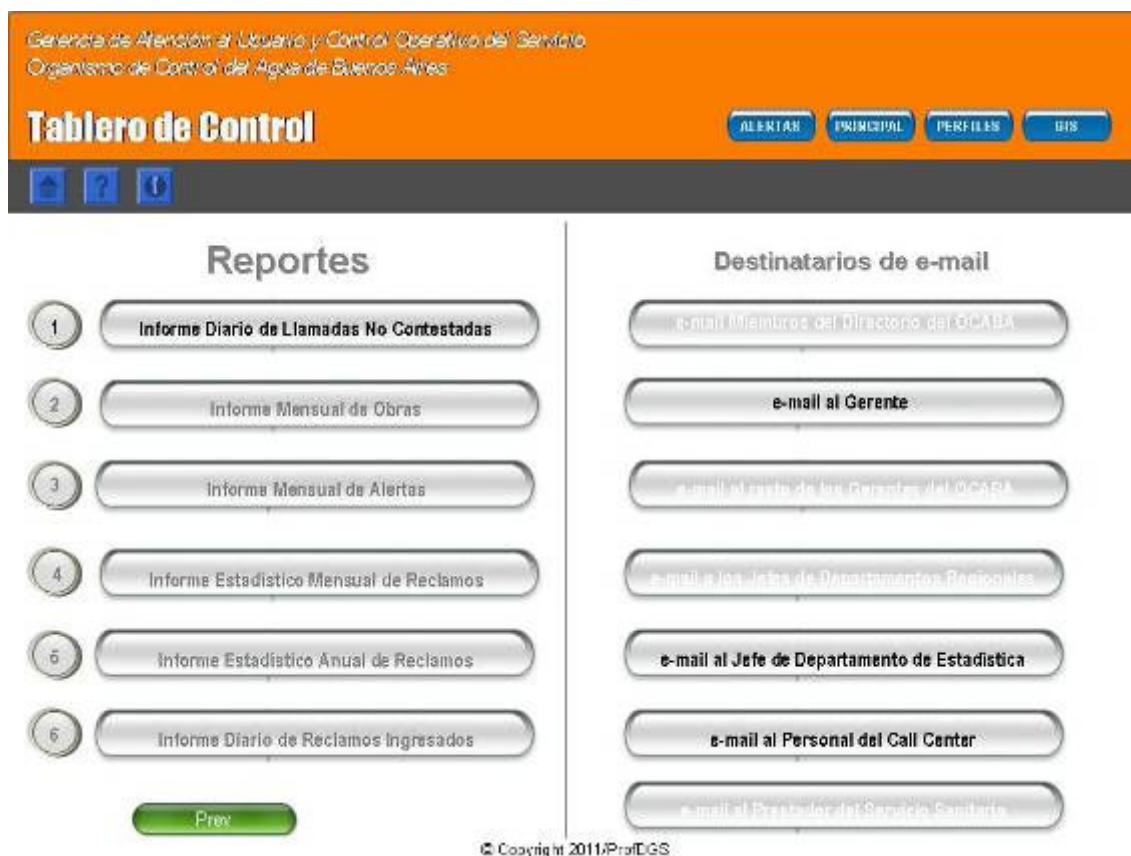 Gerencia de Atención al Usuario y Control Operativo del Servicio
Organismo de Control del Agua de Buenos Aires
Tablero de Control
ALERTAS
PRINCIPAL
PERFILES
GIS
?
Reportes
1
Informe Diario de Llamadas No Contestadas
2
Informe Mensual de Obras
3
Informe Mensual de Alertas
4
Informe Estadístico Mensual de Reclamos
5
Informe Estadístico Anual de Reclamos
6
Informe Diario de Reclamos Ingresados
Prev
Destinatarios de e-mail
e-mail Miembros del Directorio del OCABA
e-mail al Gerente
e-mail al resto de los Gerentes del OCABA
e-mail a los Jefes de Departamentos Regionales
e-mail al Jefe de Departamento de Estadística
e-mail al Personal del Call Center
e-mail al Prestador del Servicio Sanitario
© Copyright 2011/ProfDGS